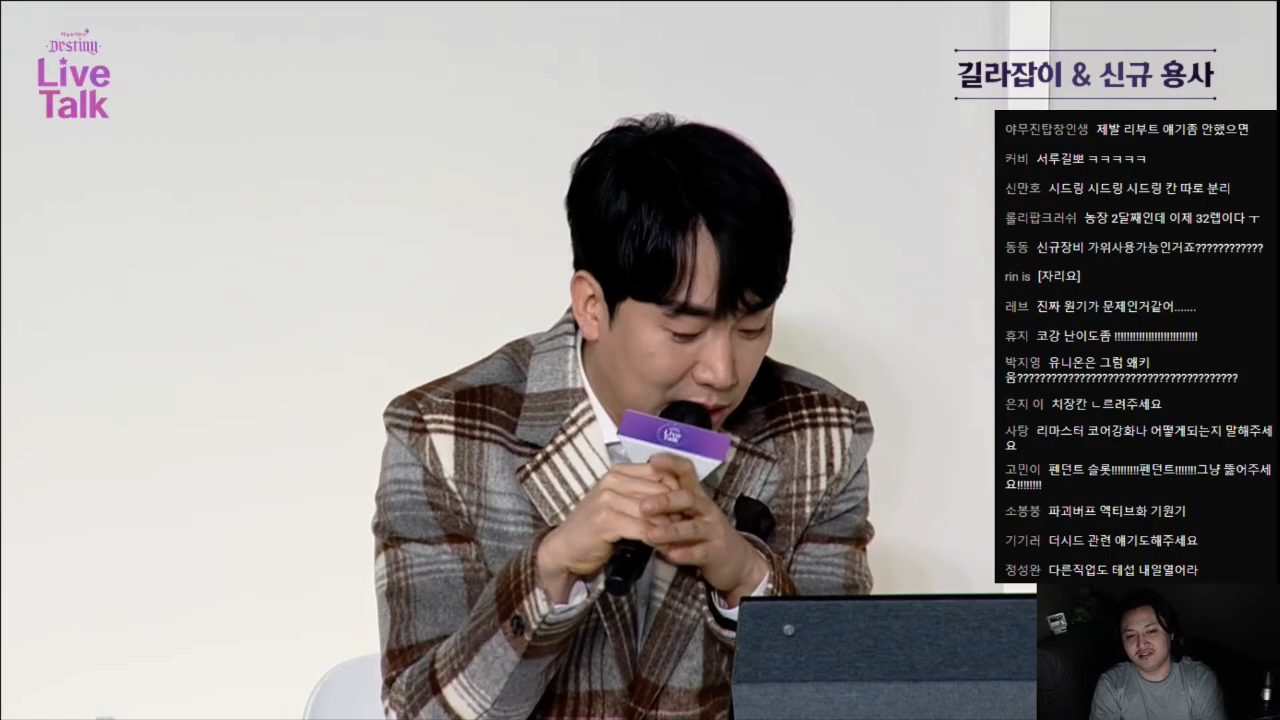 Destiny
Live
Talk
길라잡이 & 신규 용사
야무진탑창인생 제발 리부트 얘기좀 안했으면
커비 서루길뽀 ㅋㅋㅋㅋㅋ
신만호 시드링 시드링 시드링 칸 따로 분리
롤리팝크러쉬 농장 2달째인데 이제 32렙이다 ㅜ
동동 신규장비 가위사용가능인거죠????????????
rin is [자리요]
레브 진짜 원기가 문제인거같어.......
휴지 코강 난이도좀 !!!!!!!!!!!!!!!!!!!!!!!!!!!
박지영 유니온은 그럼 왜키
움???????????????????????????????????????
은지 이 치장칸 ㄴ르려주세요
사탕 리마스터 코어강화나 어떻게되는지 말해주세
요
고민이 펜던트 슬롯!!!!!!!!!펜던트!!!!!!!그냥 뚫어주세
요!!!!!!!!
소봉봉 파괴버프 액티브화 기원기
기기러 더시드 관련 얘기도해주세요
정성완 다른직업도 테섭 내일열어라
Live
Talk